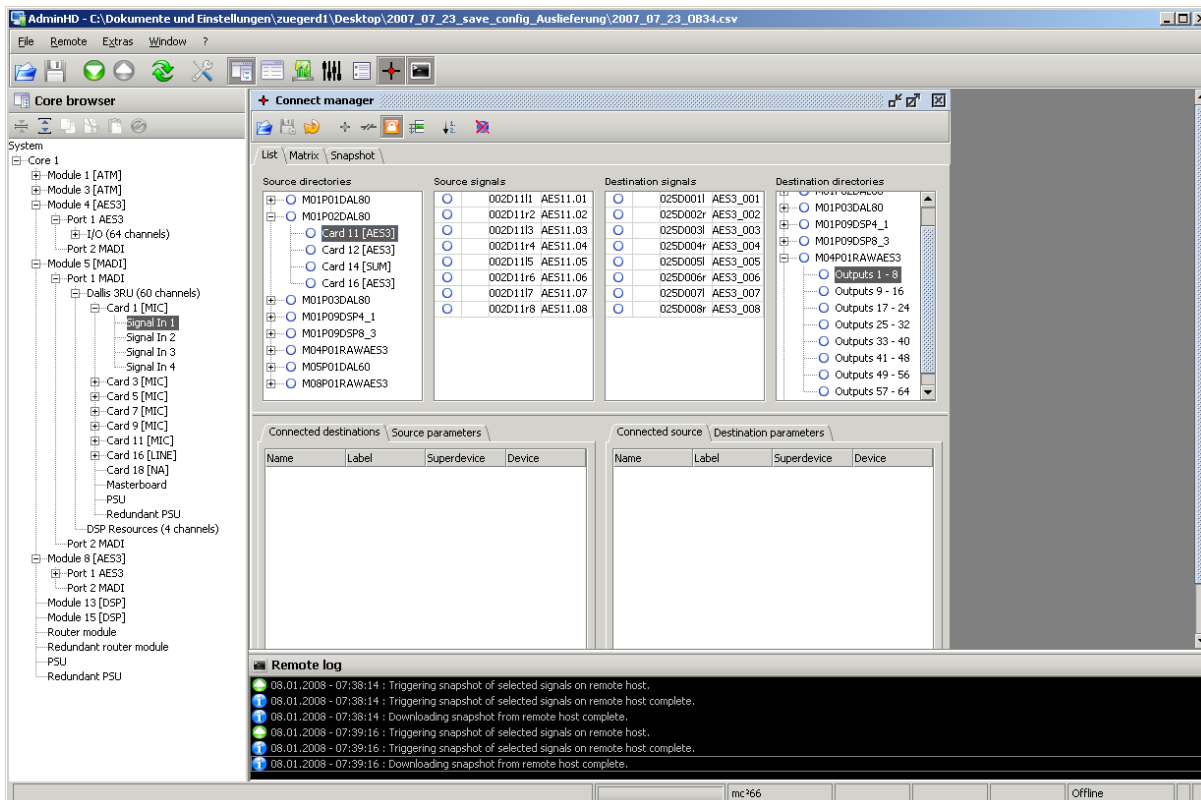 AdminHD - C:\Dokumente und Einstellungen\zuegerd1\Desktop\2007_07_23_save_config_Auslieferung\2007_07_23_OB34.csv
File Remote Extras Window ?
Core browser
System
Core 1
Module 1 [ATM]
Module 3 [ATM]
Module 4 [AES3]
Port 1 AES3
I/O (64 channels)
Port 2 MADI
Module 5 [MADI]
Port 1 MADI
Dallis 3RU (60 channels)
Card 1 [MIC]
Signal In 1
Signal In 2
Signal In 3
Signal In 4
Card 3 [MIC]
Card 5 [MIC]
Card 7 [MIC]
Card 9 [MIC]
Card 11 [MIC]
Card 16 [LINE]
Card 18 [NA]
Masterboard
PSU
Redundant PSU
DSP Resources (4 channels)
Port 2 MADI
Module 8 [AES3]
Port 1 AES3
Port 2 MADI
Module 13 [DSP]
Module 15 [DSP]
Router module
Redundant router module
PSU
Redundant PSU
Connect manager
List Matrix Snapshot
Source directories
M01P01DAL80
M01P02DAL80
Card 11 [AES3]
Card 12 [AES3]
Card 14 [SUM]
Card 16 [AES3]
M01P03DAL80
M01P09DSP4_1
M01P09DSP8_3
M04P01RAWAES3
M05P01DAL60
M08P01RAWAES3
Source signals
002D11l1 AES11.01
002D11r2 AES11.02
002D11l3 AES11.03
002D11r4 AES11.04
002D11l5 AES11.05
002D11r6 AES11.06
002D11l7 AES11.07
002D11r8 AES11.08
Destination signals
025D001l AES3_001
025D002r AES3_002
025D003l AES3_003
025D004r AES3_004
025D005l AES3_005
025D006r AES3_006
025D007l AES3_007
025D008r AES3_008
Destination directories
M01P02DAL80
M01P03DAL80
M01P09DSP4_1
M01P09DSP8_3
M04P01RAWAES3
Outputs 1 - 8
Outputs 9 - 16
Outputs 17 - 24
Outputs 25 - 32
Outputs 33 - 40
Outputs 41 - 48
Outputs 49 - 56
Outputs 57 - 64
Connected destinations Source parameters
Name Label Superdevice Device
Connected source Destination parameters
Name Label Superdevice Device
Remote log
08.01.2008 - 07:38:14 : Triggering snapshot of selected signals on remote host.
08.01.2008 - 07:38:14 : Triggering snapshot of selected signals on remote host complete.
08.01.2008 - 07:38:14 : Downloading snapshot from remote host complete.
08.01.2008 - 07:39:16 : Triggering snapshot of selected signals on remote host.
08.01.2008 - 07:39:16 : Triggering snapshot of selected signals on remote host complete.
08.01.2008 - 07:39:16 : Downloading snapshot from remote host complete.
mc²66 Offline